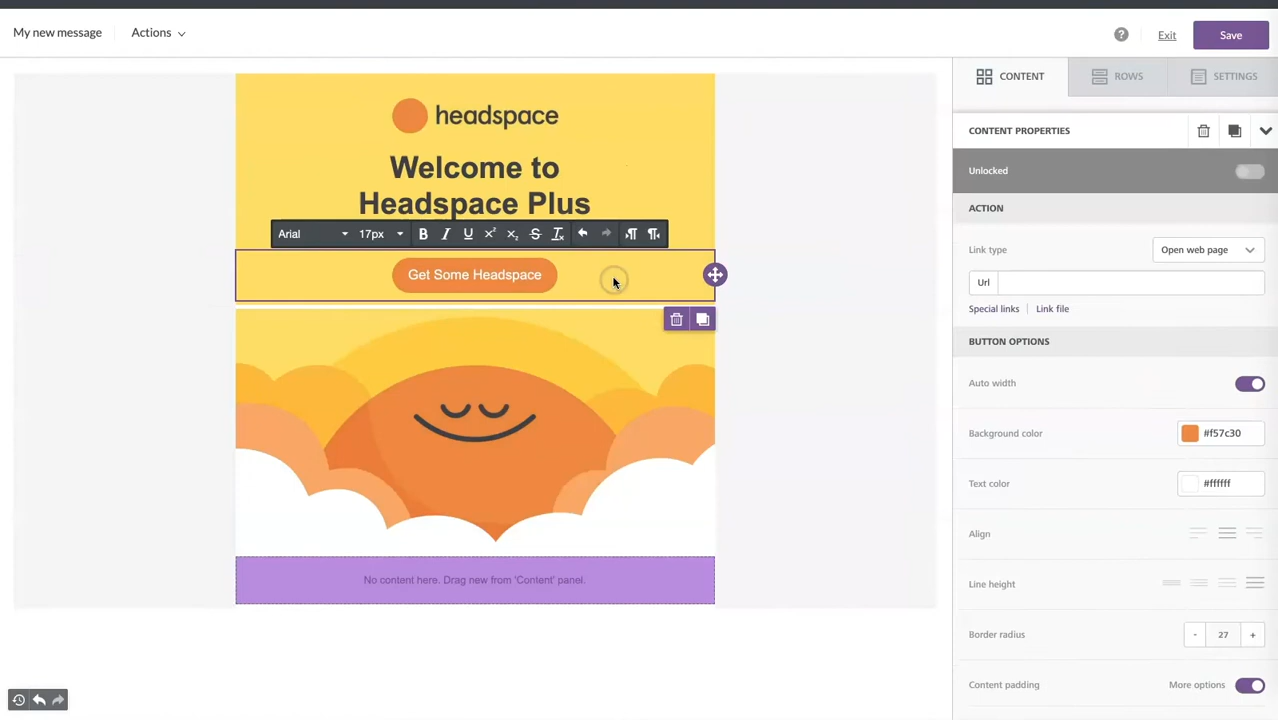 My new message
Actions
?
Exit
Save
CONTENT
ROWS
SETTINGS
headspace
Welcome to
Headspace Plus
Arial
17px
B I U X² X₂ S Tx
Get Some Headspace
No content here. Drag new from 'Content' panel.
CONTENT PROPERTIES
Unlocked
ACTION
Link type
Open web page
Url
Special links | Link file
BUTTON OPTIONS
Auto width
Background color
#f57c30
Text color
#ffffff
Align
Line height
Border radius
- 27 +
Content padding
More options